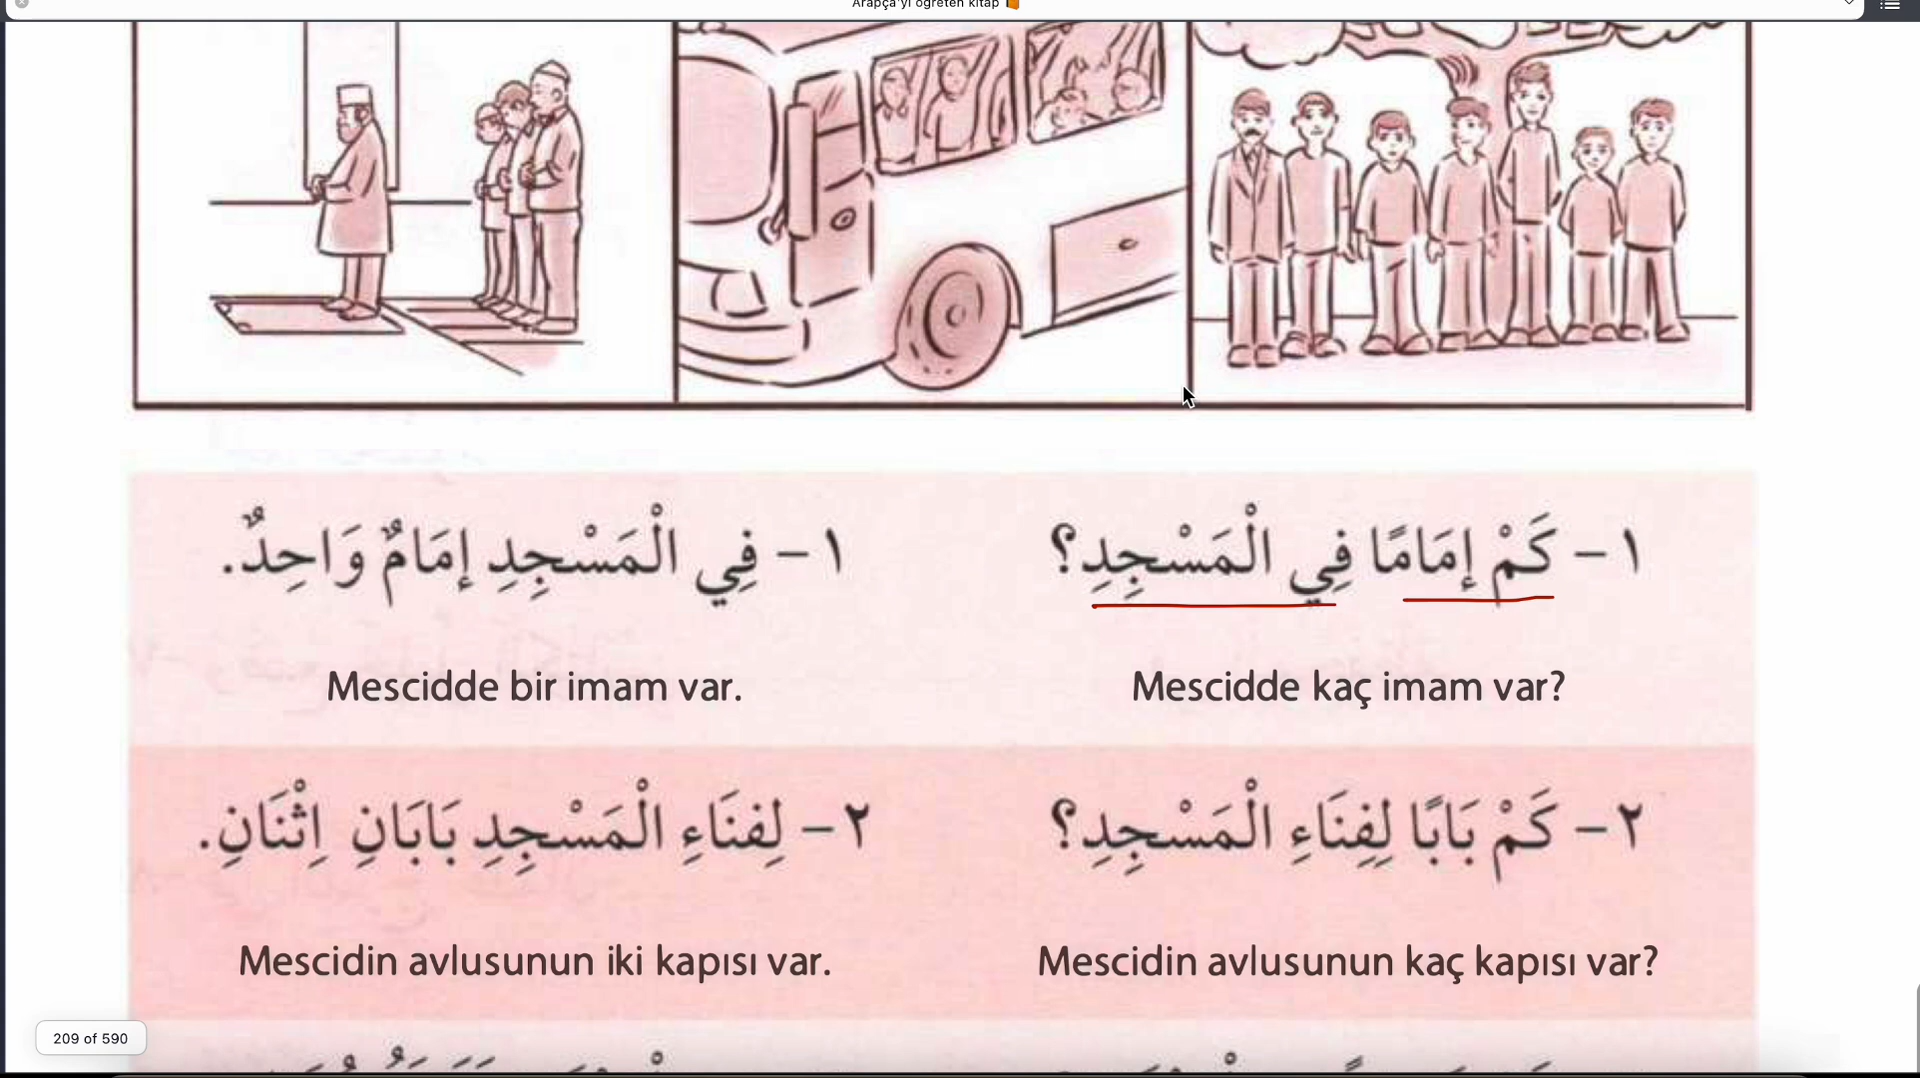 Arapça'yı öğreten kitap
١ – كَمْ إِمَامًا فِي الْمَسْجِدِ؟
١ – فِي الْمَسْجِدِ إِمَامٌ وَاحِدٌ.
Mescidde kaç imam var?
Mescidde bir imam var.
٢ – كَمْ بَابًا لِفِنَاءِ الْمَسْجِدِ؟
٢ – لِفِنَاءِ الْمَسْجِدِ بَابَانِ اِثْنَانِ.
Mescidin avlusunun kaç kapısı var?
Mescidin avlusunun iki kapısı var.
209 of 590